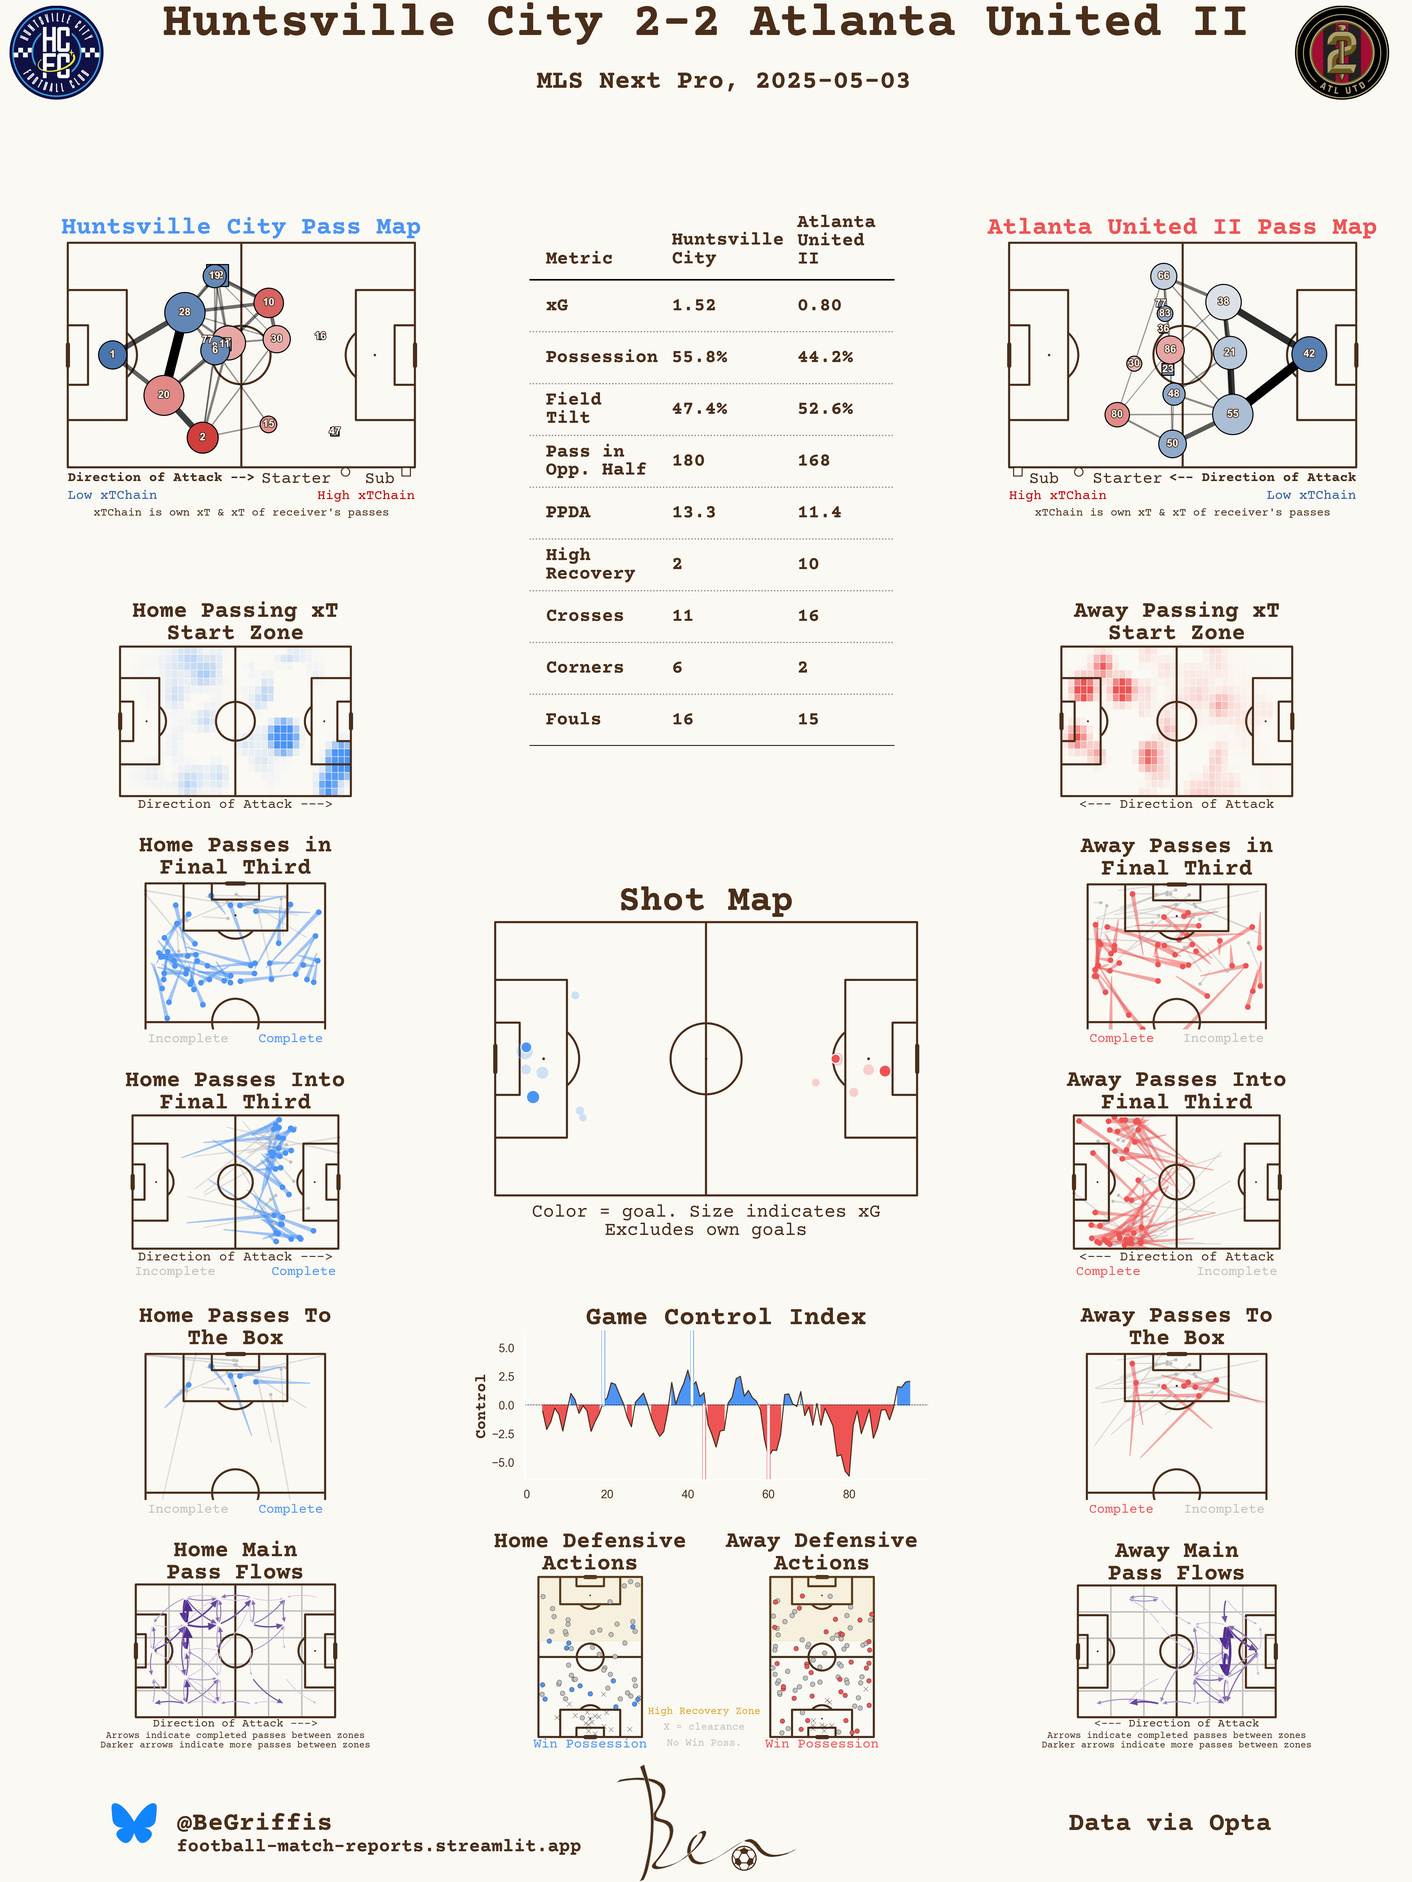 Huntsville City 2-2 Atlanta United II
MLS Next Pro, 2025-05-03
HUNTSVILLE CITY
HC
FC
FOOTBALL CLUB
2
ATL UTD
Huntsville City Pass Map
19
10
28
30
16
11
6
1
20
2
15
47
Direction of Attack --> Starter Sub
Low xTChain High xTChain
xTChain is own xT & xT of receiver's passes
Metric Huntsville City Atlanta United II
xG 1.52 0.80
Possession 55.8% 44.2%
Field Tilt 47.4% 52.6%
Pass in Opp. Half 180 168
PPDA 13.3 11.4
High Recovery 2 10
Crosses 11 16
Corners 6 2
Fouls 16 15
Atlanta United II Pass Map
66
77
38
83
36
86
21
42
30
23
48
80
55
50
Sub Starter <-- Direction of Attack
High xTChain Low xTChain
xTChain is own xT & xT of receiver's passes
Home Passing xT
Start Zone
Direction of Attack --->
Away Passing xT
Start Zone
<--- Direction of Attack
Home Passes in
Final Third
Incomplete Complete
Away Passes in
Final Third
Complete Incomplete
Shot Map
Color = goal. Size indicates xG
Excludes own goals
Home Passes Into
Final Third
Direction of Attack --->
Incomplete Complete
Away Passes Into
Final Third
<--- Direction of Attack
Complete Incomplete
Home Passes To
The Box
Incomplete Complete
Game Control Index
Control
5.0
2.5
0.0
−2.5
−5.0
0 20 40 60 80
Away Passes To
The Box
Complete Incomplete
Home Main
Pass Flows
Direction of Attack --->
Arrows indicate completed passes between zones
Darker arrows indicate more passes between zones
Home Defensive
Actions
Win Possession
High Recovery Zone
X = clearance
No Win Poss.
Away Defensive
Actions
Win Possession
Away Main
Pass Flows
<--- Direction of Attack
Arrows indicate completed passes between zones
Darker arrows indicate more passes between zones
@BeGriffis
football-match-reports.streamlit.app
Ben
Data via Opta